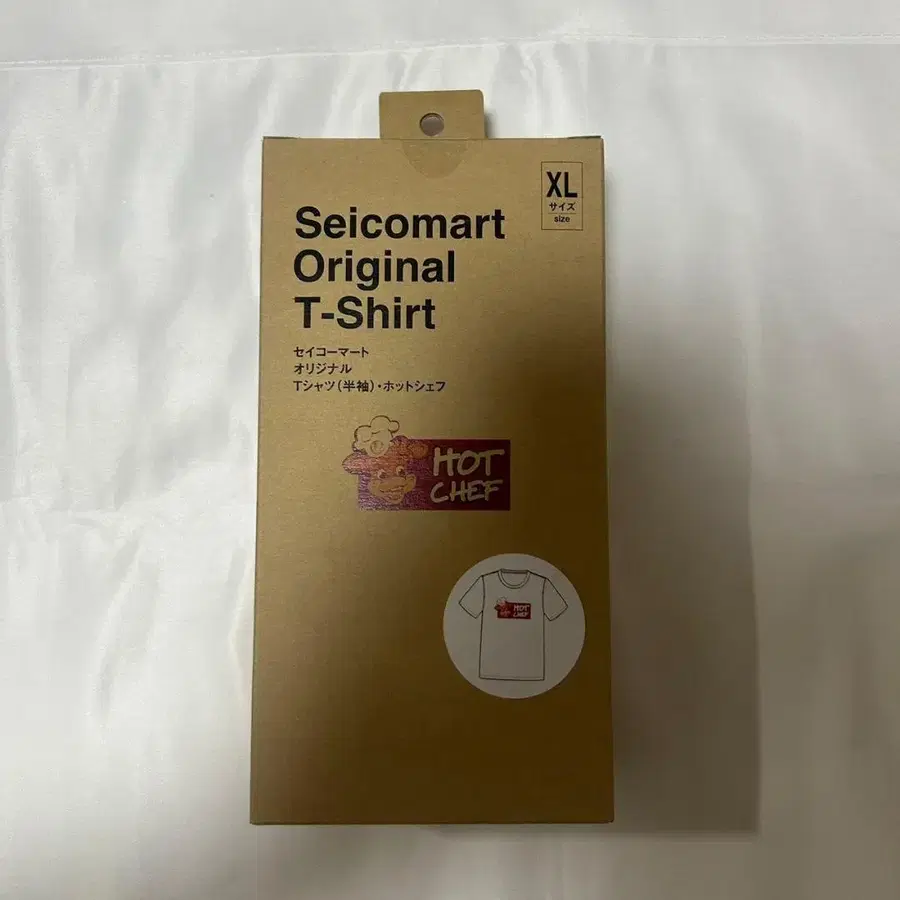 XL
サイズ
size
Seicomart
Original
T-Shirt
セイコーマート
オリジナル
Tシャツ(半袖)・ホットシェフ
HOT
CHEF
HOT
CHEF